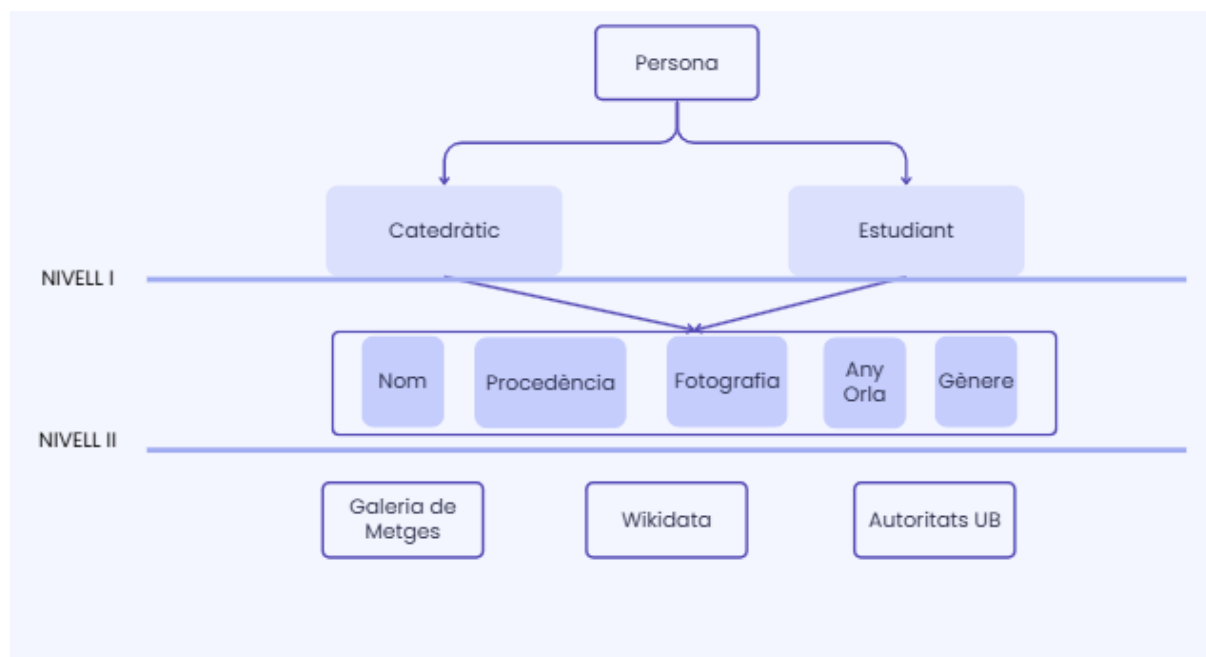 Persona
Catedràtic
Estudiant
NIVELL I
Nom
Procedència
Fotografia
Any
Orla
Gènere
NIVELL II
Galeria de
Metges
Wikidata
Autoritats UB